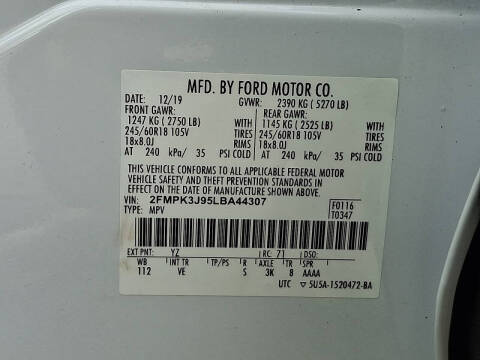 MFD. BY FORD MOTOR CO.
DATE: 12/19 GVWR: 2390 KG ( 5270 LB)
FRONT GAWR: REAR GAWR:
1247 KG ( 2750 LB) WITH 1145 KG ( 2525 LB) WITH
245/60R18 105V TIRES 245/60R18 105V TIRES
18x8.0J RIMS 18x8.0J RIMS
AT 240 kPa/ 35 PSI COLD AT 240 kPa/ 35 PSI COLD
THIS VEHICLE CONFORMS TO ALL APPLICABLE FEDERAL MOTOR
VEHICLE SAFETY AND THEFT PREVENTION STANDARDS IN
EFFECT ON THE DATE OF MANUFACTURE SHOWN ABOVE.
VIN: 2FMPK3J95LBA44307 F0116
TYPE: MPV T0347
EXT PNT: YZ RC: 71 DSO:
WB INT TR TP/PS R AXLE TR SPR
112 VE S 3K 8 AAAA
UTC ▽ 5U5A-1520472-BA